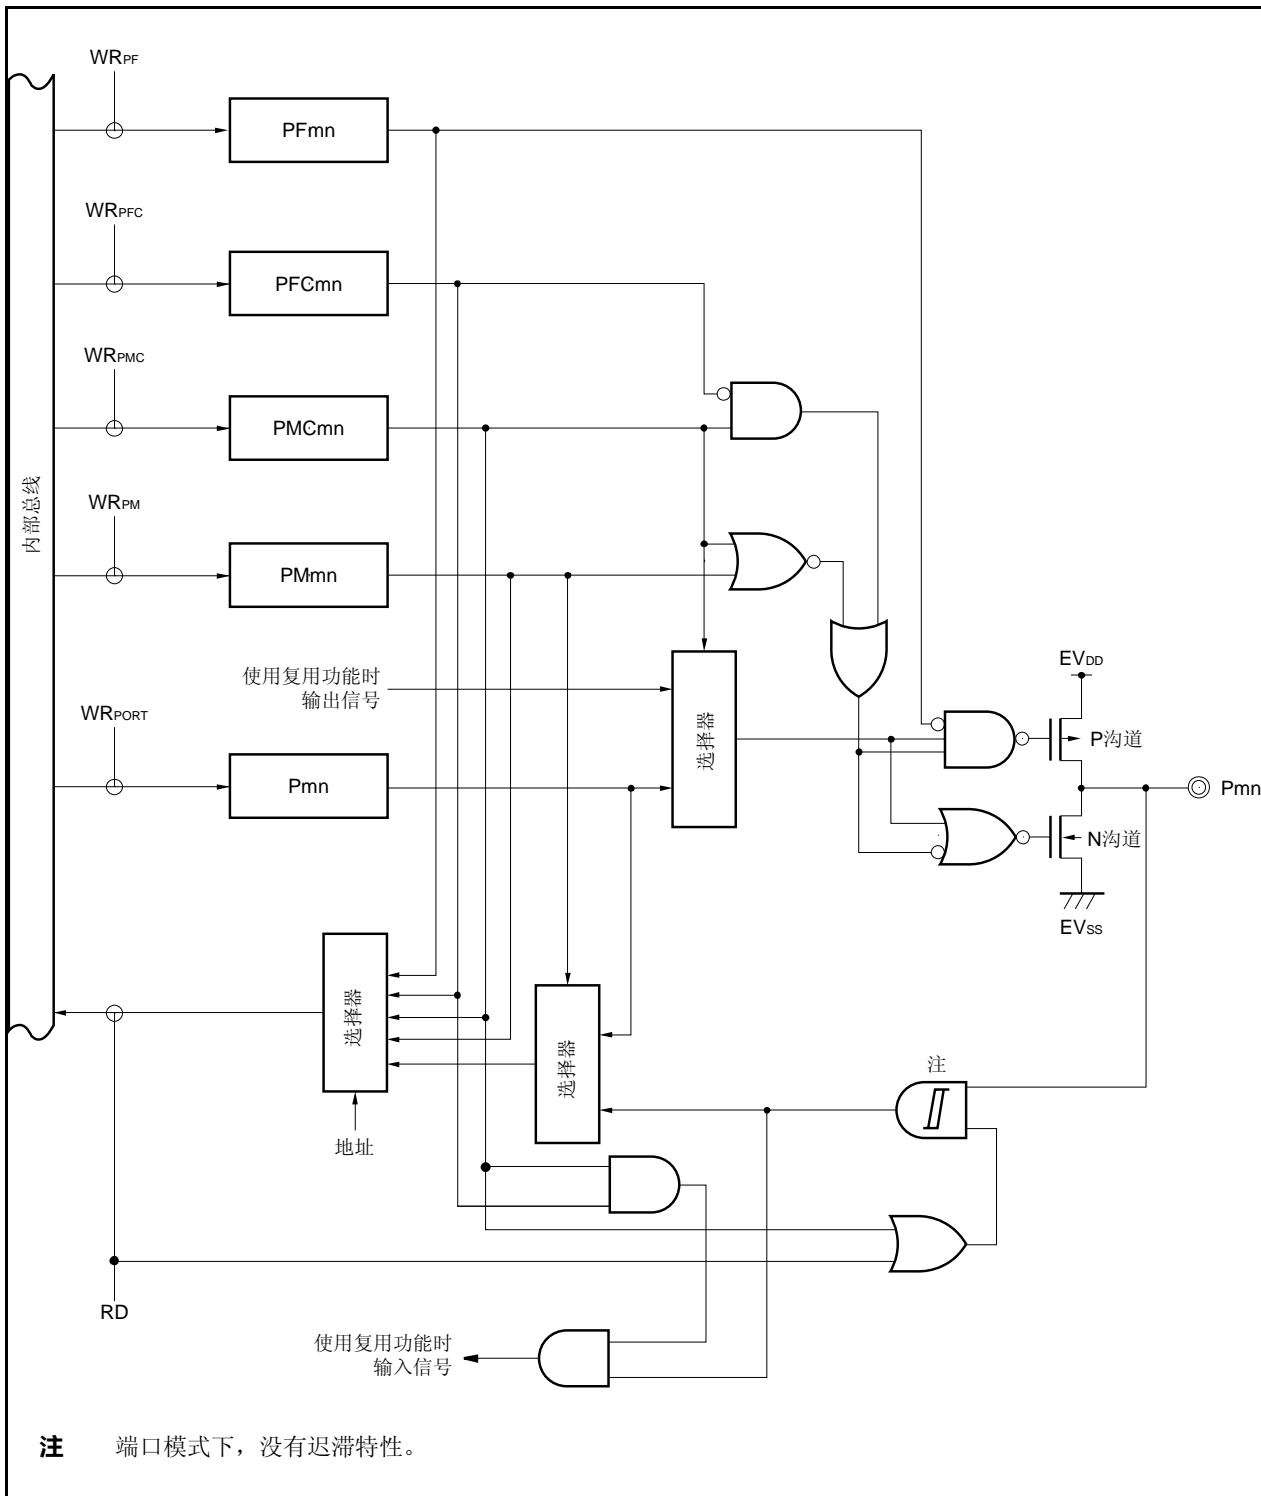 WRPF
PFmn
WRPFC
PFCmn
WRPMC
PMCmn
内部总线
WRPM
PMmn
使用复用功能时
输出信号
选择器
EVDD
P沟道
WRPORT
Pmn
Pmn
N沟道
EVSS
选择器
选择器
注
地址
RD
使用复用功能时
输入信号
注 端口模式下，没有迟滞特性。